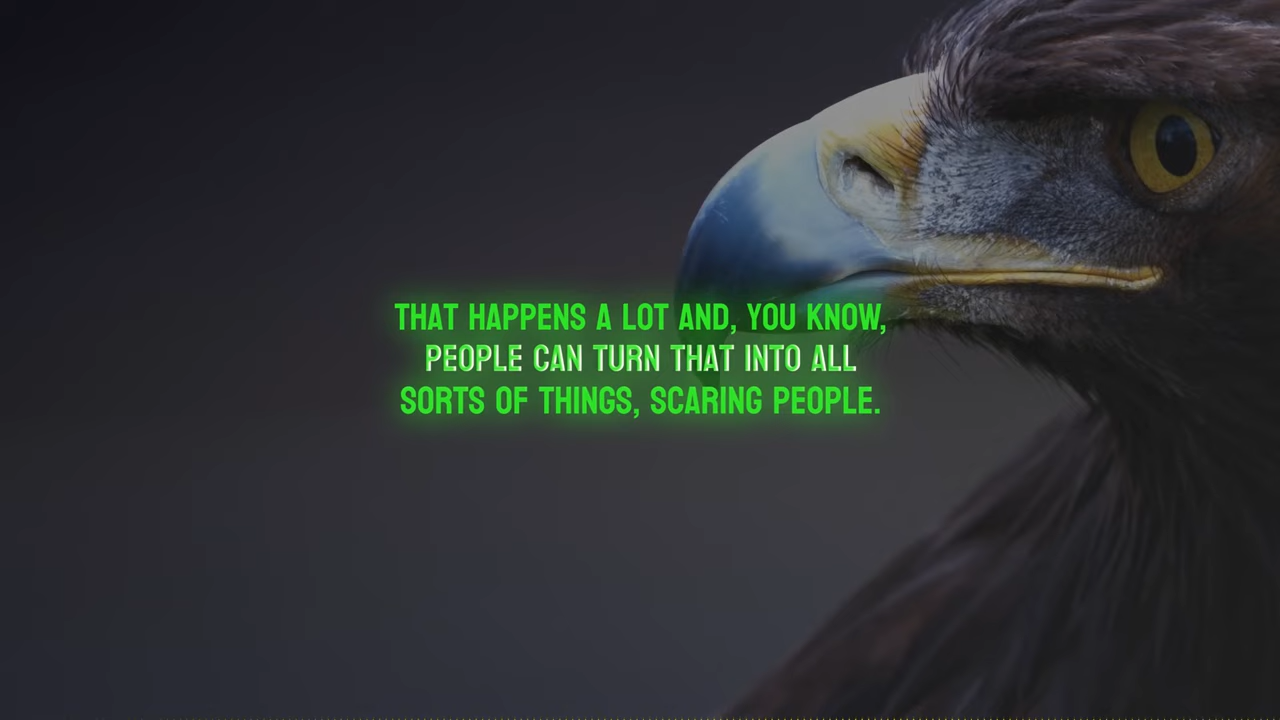 THAT HAPPENS A LOT AND, YOU KNOW,
PEOPLE CAN TURN THAT INTO ALL
SORTS OF THINGS, SCARING PEOPLE.